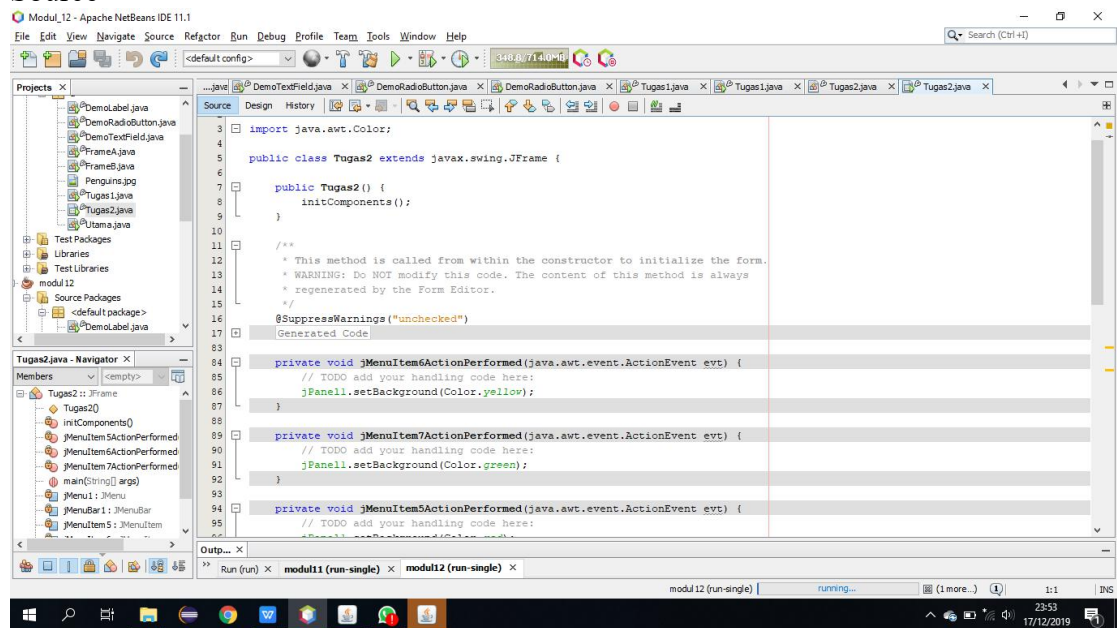 Source
Modul_12 - Apache NetBeans IDE 11.1
File Edit View Navigate Source Refactor Run Debug Profile Team Tools Window Help
Search (Ctrl+I)
<default config>
Projects
DemoLabel.java
DemoRadioButton.java
DemoTextField.java
FrameA.java
FrameB.java
Penguins.jpg
Tugas1.java
Tugas2.java
Utama.java
Test Packages
Libraries
Test Libraries
modul12
Source Packages
<default package>
DemoLabel.java
Tugas2.java - Navigator
Members <empty>
Tugas2 :: JFrame
Tugas2()
initComponents()
jMenuItem5ActionPerformed
jMenuItem6ActionPerformed
jMenuItem7ActionPerformed
main(String[] args)
jMenu1 : JMenu
jMenuBar1 : JMenuBar
jMenuItem5 : JMenuItem
....java DemoTextField.java DemoRadioButton.java DemoRadioButton.java Tugas1.java Tugas1.java Tugas2.java Tugas2.java
Source Design History
3 import java.awt.Color;
4
5 public class Tugas2 extends javax.swing.JFrame {
6
7 public Tugas2() {
8 initComponents();
9 }
10
11 /**
12 * This method is called from within the constructor to initialize the form.
13 * WARNING: Do NOT modify this code. The content of this method is always
14 * regenerated by the Form Editor.
15 */
16 @SuppressWarnings("unchecked")
17 Generated Code
83
84 private void jMenuItem6ActionPerformed(java.awt.event.ActionEvent evt) {
85 // TODO add your handling code here:
86 jPanel1.setBackground(Color.yellow);
87 }
88
89 private void jMenuItem7ActionPerformed(java.awt.event.ActionEvent evt) {
90 // TODO add your handling code here:
91 jPanel1.setBackground(Color.green);
92 }
93
94 private void jMenuItem5ActionPerformed(java.awt.event.ActionEvent evt) {
95 // TODO add your handling code here:
Outp...
Run (run) modul11 (run-single) modul12 (run-single)
modul12 (run-single) running... (1 more...) 1 1:1 INS
23:53
17/12/2019